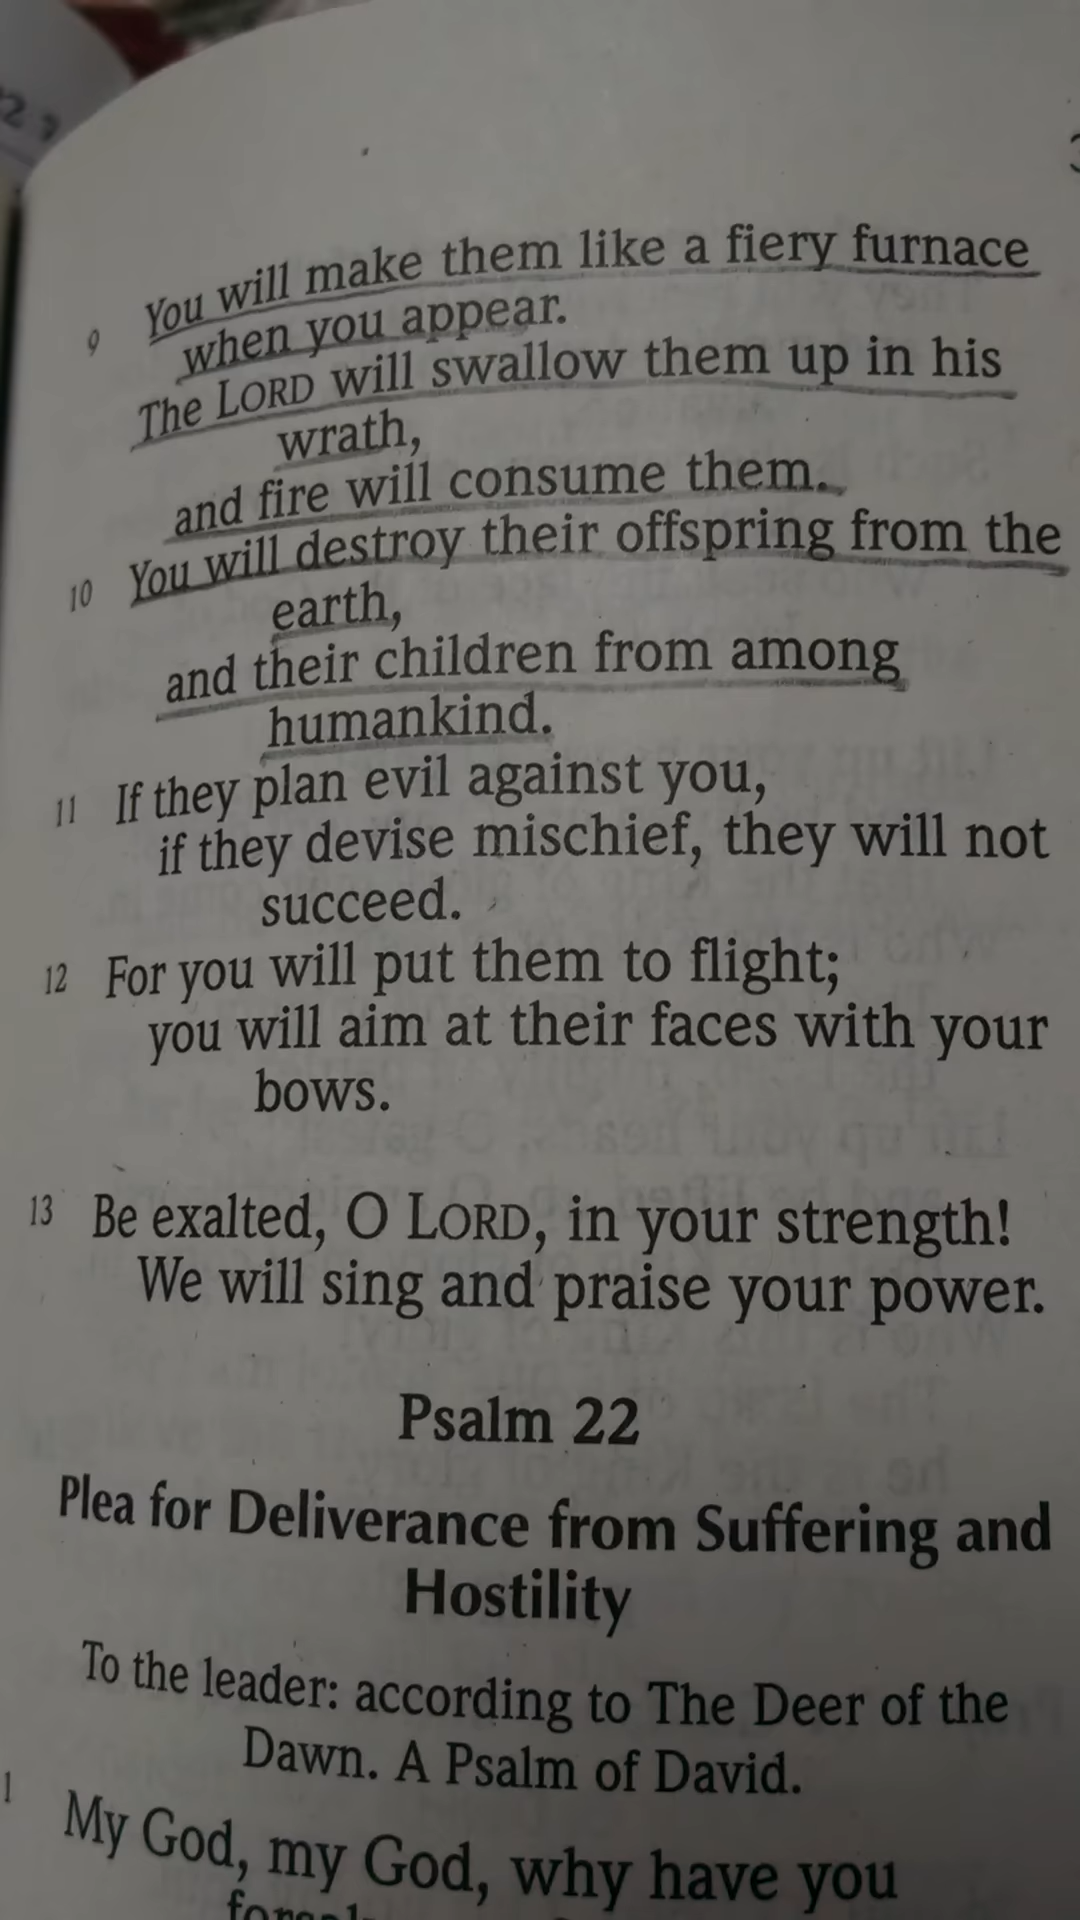 9 You will make them like a fiery furnace
when you appear.
The LORD will swallow them up in his
wrath,
and fire will consume them.
10 You will destroy their offspring from the
earth,
and their children from among
humankind.
11 If they plan evil against you,
if they devise mischief, they will not
succeed.
12 For you will put them to flight;
you will aim at their faces with your
bows.
13 Be exalted, O LORD, in your strength!
We will sing and praise your power.
Psalm 22
Plea for Deliverance from Suffering and
Hostility
To the leader: according to The Deer of the
Dawn. A Psalm of David.
1 My God, my God, why have you